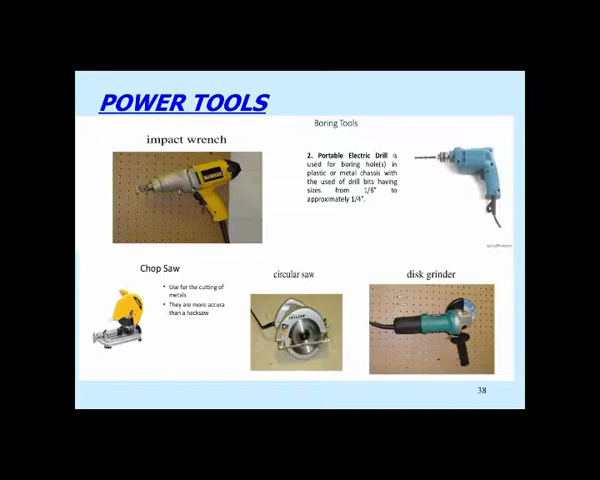 POWER TOOLS
Boring Tools
impact wrench
2. Portable Electric Drill is
used for boring hole(s) in
plastic or metal chassis with
the used of drill bits having
sizes from 1/6" to
approximately 1/4".
Chop Saw
• Use for the cutting of
metals
• They are more accura
than a hacksaw
circular saw
disk grinder
DEWALT
38